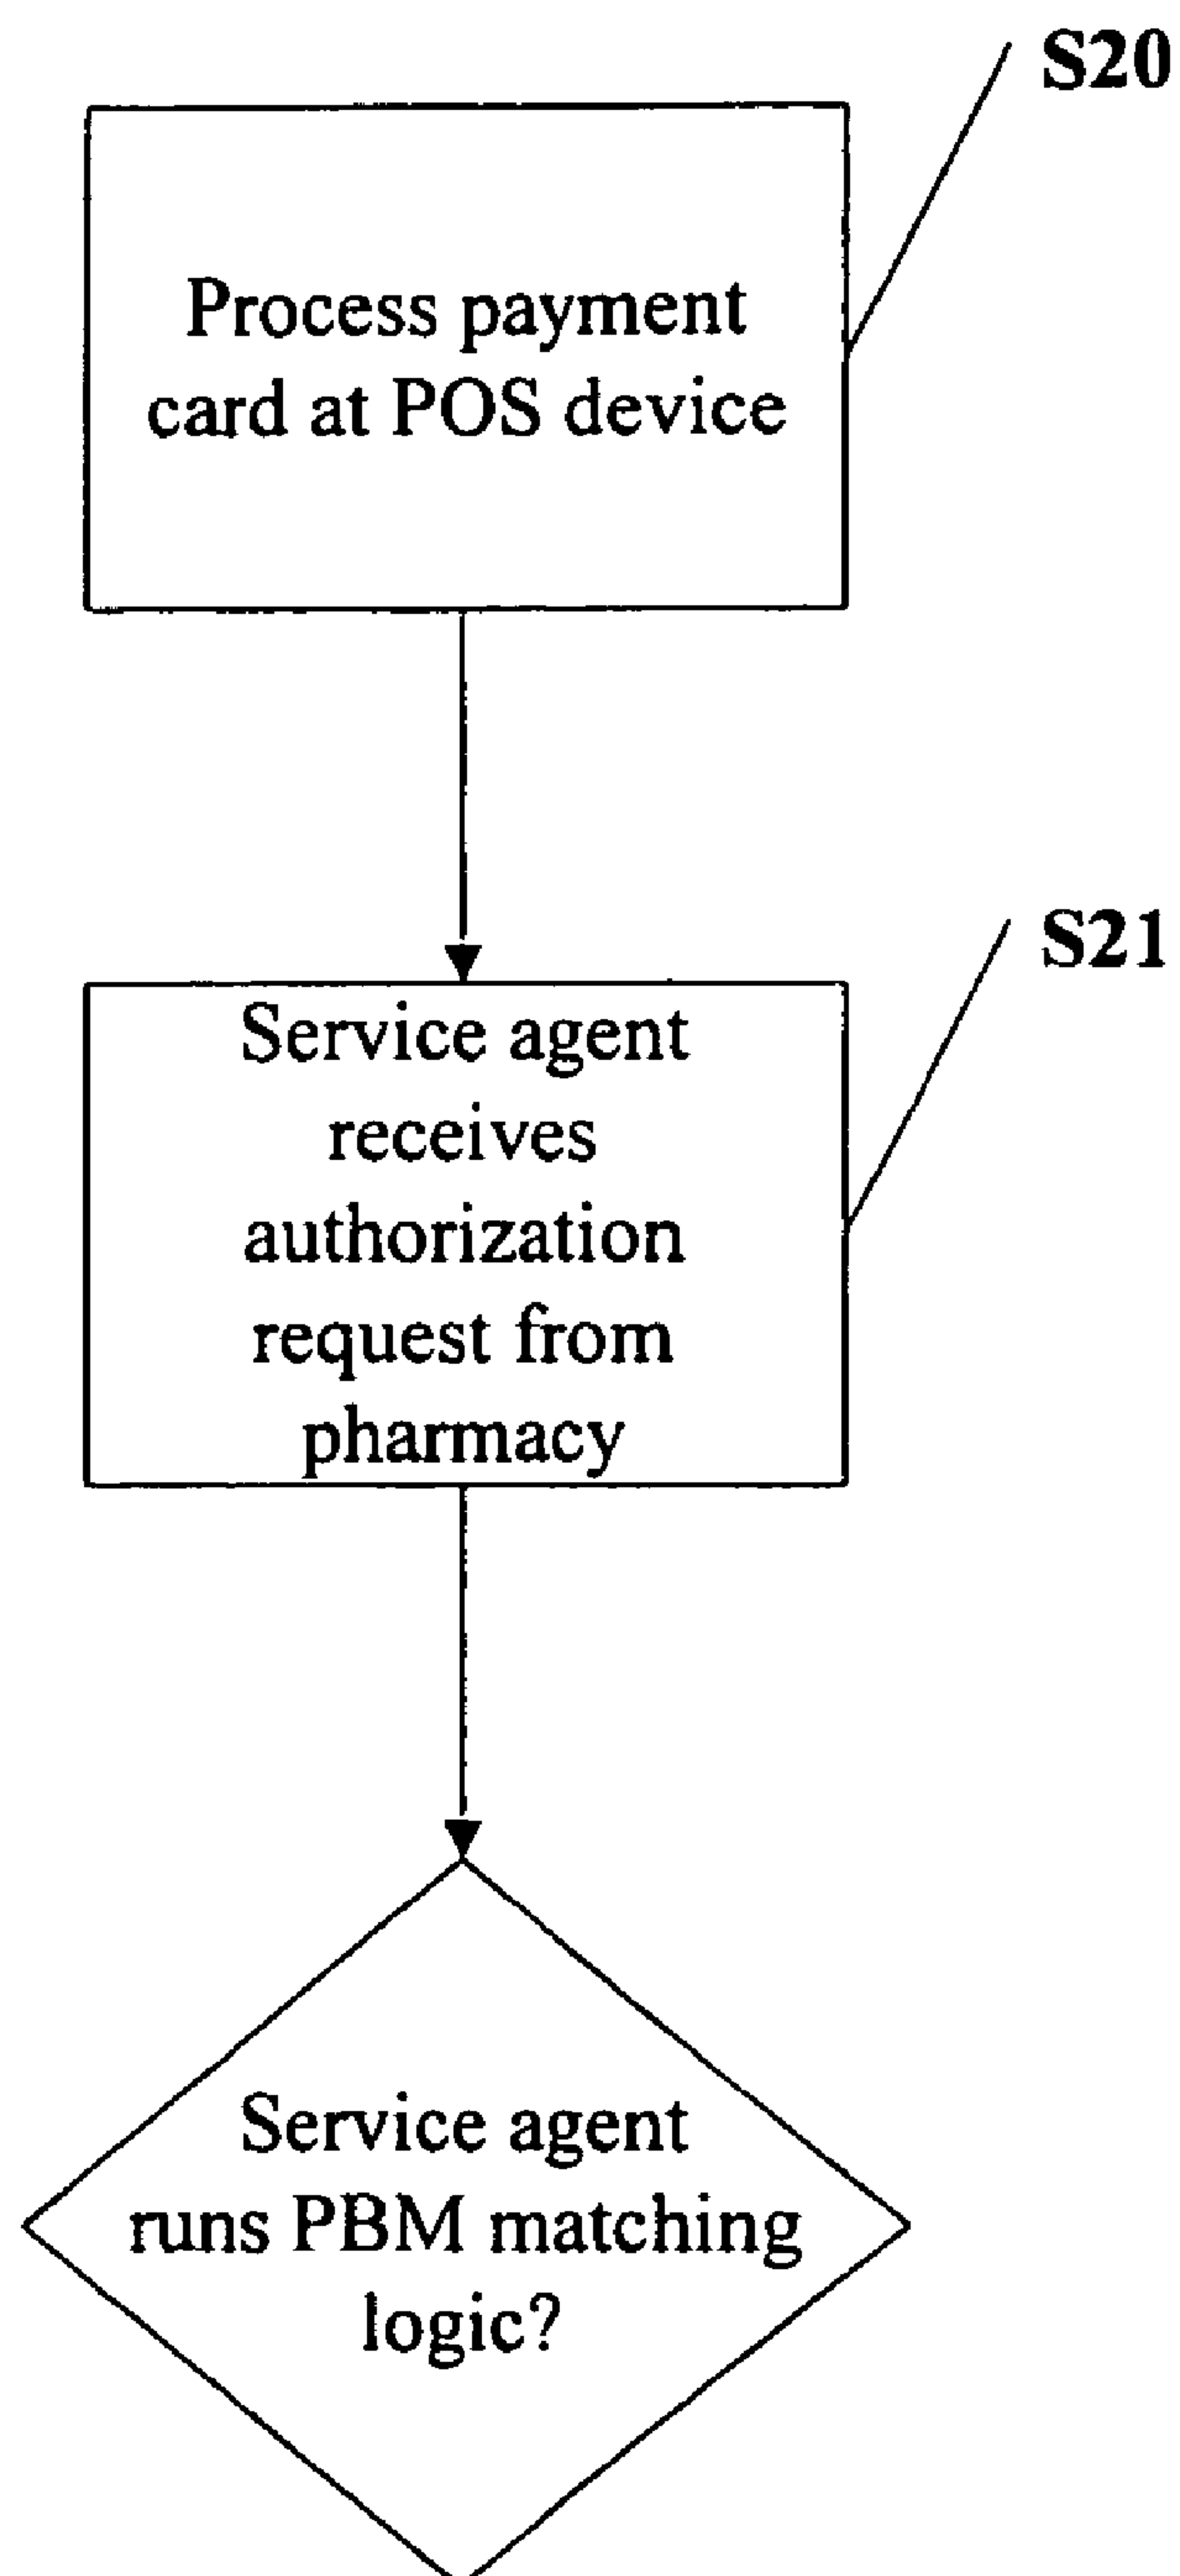 S20
Process payment
card at POS device
S21
Service agent
receives
authorization
request from
pharmacy
Service agent
runs PBM matching
logic?